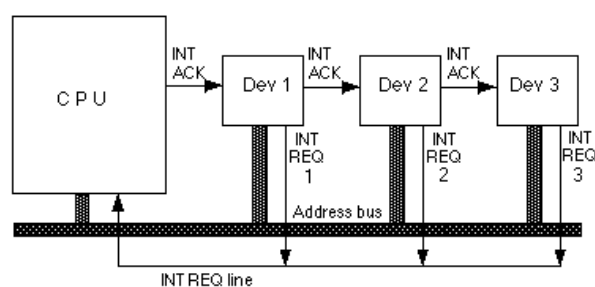 C P U
INT
ACK
Dev 1
INT
ACK
Dev 2
INT
ACK
Dev 3
INT
REQ
1
INT
REQ
2
INT
REQ
3
Address bus
INT REQ line